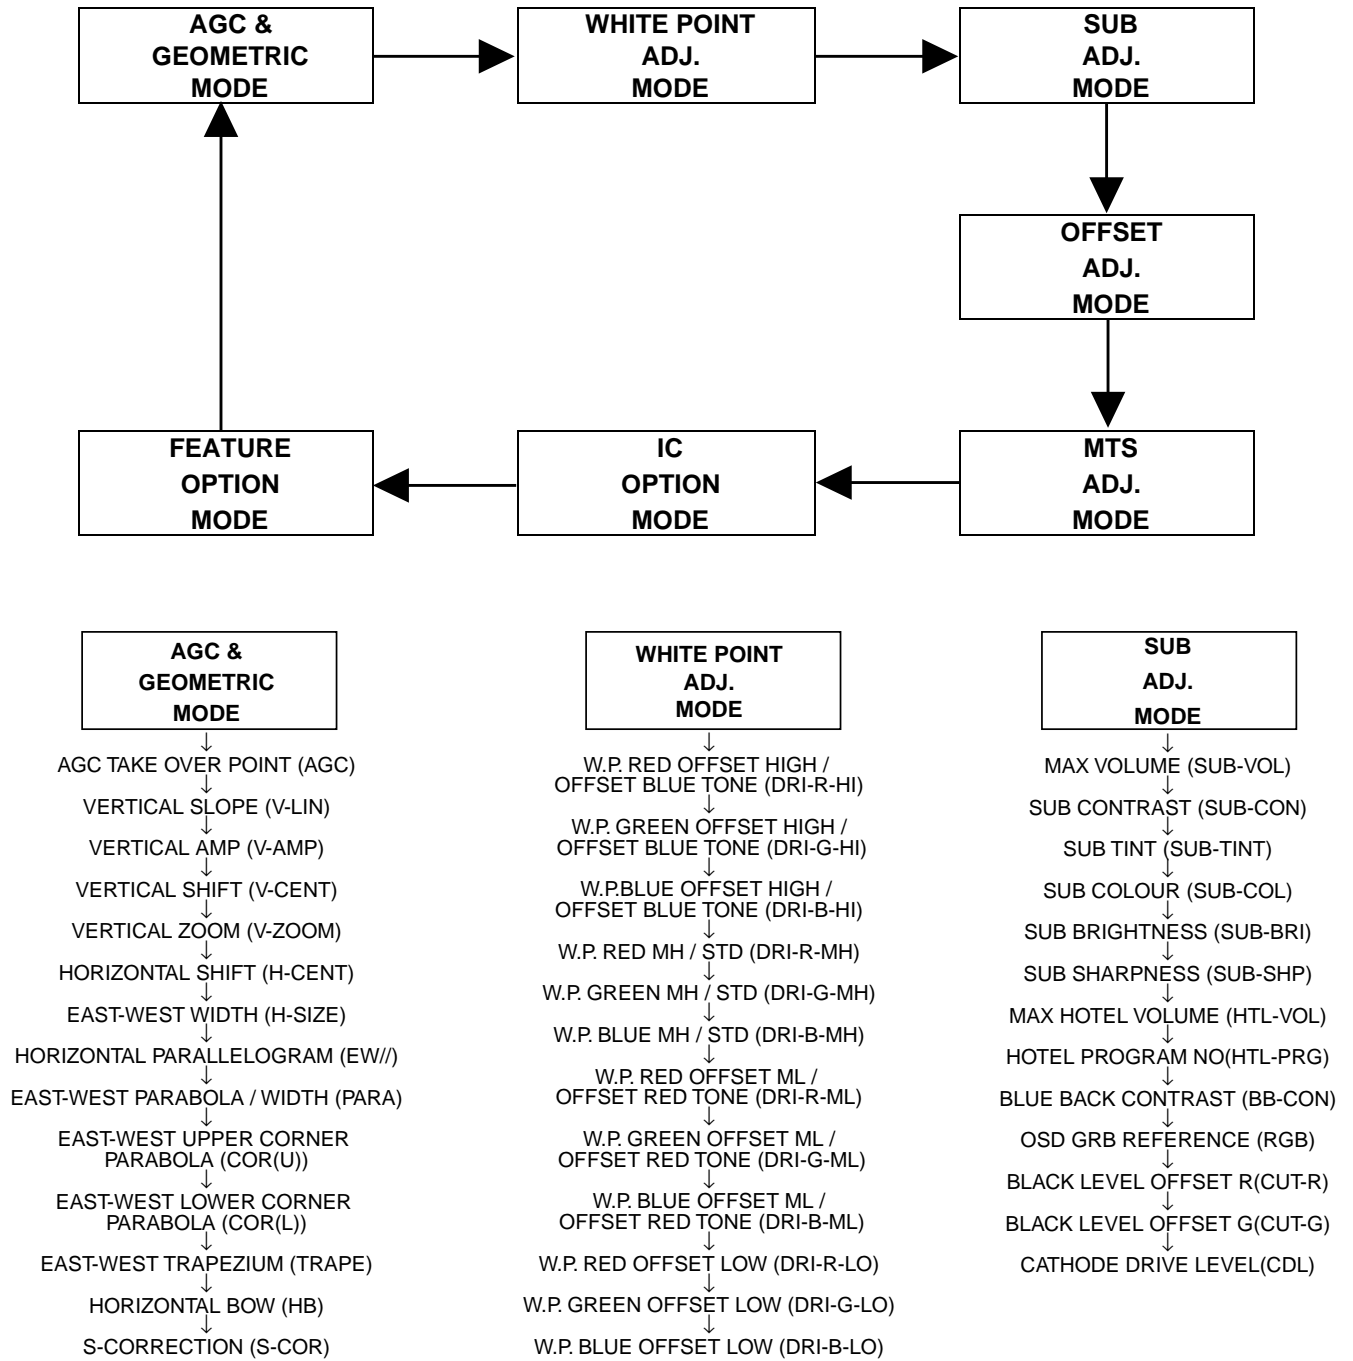 AGC &
GEOMETRIC
MODE
WHITE POINT
ADJ.
MODE
SUB
ADJ.
MODE
OFFSET
ADJ.
MODE
FEATURE
OPTION
MODE
IC
OPTION
MODE
MTS
ADJ.
MODE
AGC &
GEOMETRIC
MODE
AGC TAKE OVER POINT (AGC)
VERTICAL SLOPE (V-LIN)
VERTICAL AMP (V-AMP)
VERTICAL SHIFT (V-CENT)
VERTICAL ZOOM (V-ZOOM)
HORIZONTAL SHIFT (H-CENT)
EAST-WEST WIDTH (H-SIZE)
HORIZONTAL PARALLELOGRAM (EW//)
EAST-WEST PARABOLA / WIDTH (PARA)
EAST-WEST UPPER CORNER
PARABOLA (COR(U))
EAST-WEST LOWER CORNER
PARABOLA (COR(L))
EAST-WEST TRAPEZIUM (TRAPE)
HORIZONTAL BOW (HB)
S-CORRECTION (S-COR)
WHITE POINT
ADJ.
MODE
W.P. RED OFFSET HIGH /
OFFSET BLUE TONE (DRI-R-HI)
W.P. GREEN OFFSET HIGH /
OFFSET BLUE TONE (DRI-G-HI)
W.P.BLUE OFFSET HIGH /
OFFSET BLUE TONE (DRI-B-HI)
W.P. RED MH / STD (DRI-R-MH)
W.P. GREEN MH / STD (DRI-G-MH)
W.P. BLUE MH / STD (DRI-B-MH)
W.P. RED OFFSET ML /
OFFSET RED TONE (DRI-R-ML)
W.P. GREEN OFFSET ML /
OFFSET RED TONE (DRI-G-ML)
W.P. BLUE OFFSET ML /
OFFSET RED TONE (DRI-B-ML)
W.P. RED OFFSET LOW (DRI-R-LO)
W.P. GREEN OFFSET LOW (DRI-G-LO)
W.P. BLUE OFFSET LOW (DRI-B-LO)
SUB
ADJ.
MODE
MAX VOLUME (SUB-VOL)
SUB CONTRAST (SUB-CON)
SUB TINT (SUB-TINT)
SUB COLOUR (SUB-COL)
SUB BRIGHTNESS (SUB-BRI)
SUB SHARPNESS (SUB-SHP)
MAX HOTEL VOLUME (HTL-VOL)
HOTEL PROGRAM NO(HTL-PRG)
BLUE BACK CONTRAST (BB-CON)
OSD GRB REFERENCE (RGB)
BLACK LEVEL OFFSET R(CUT-R)
BLACK LEVEL OFFSET G(CUT-G)
CATHODE DRIVE LEVEL(CDL)